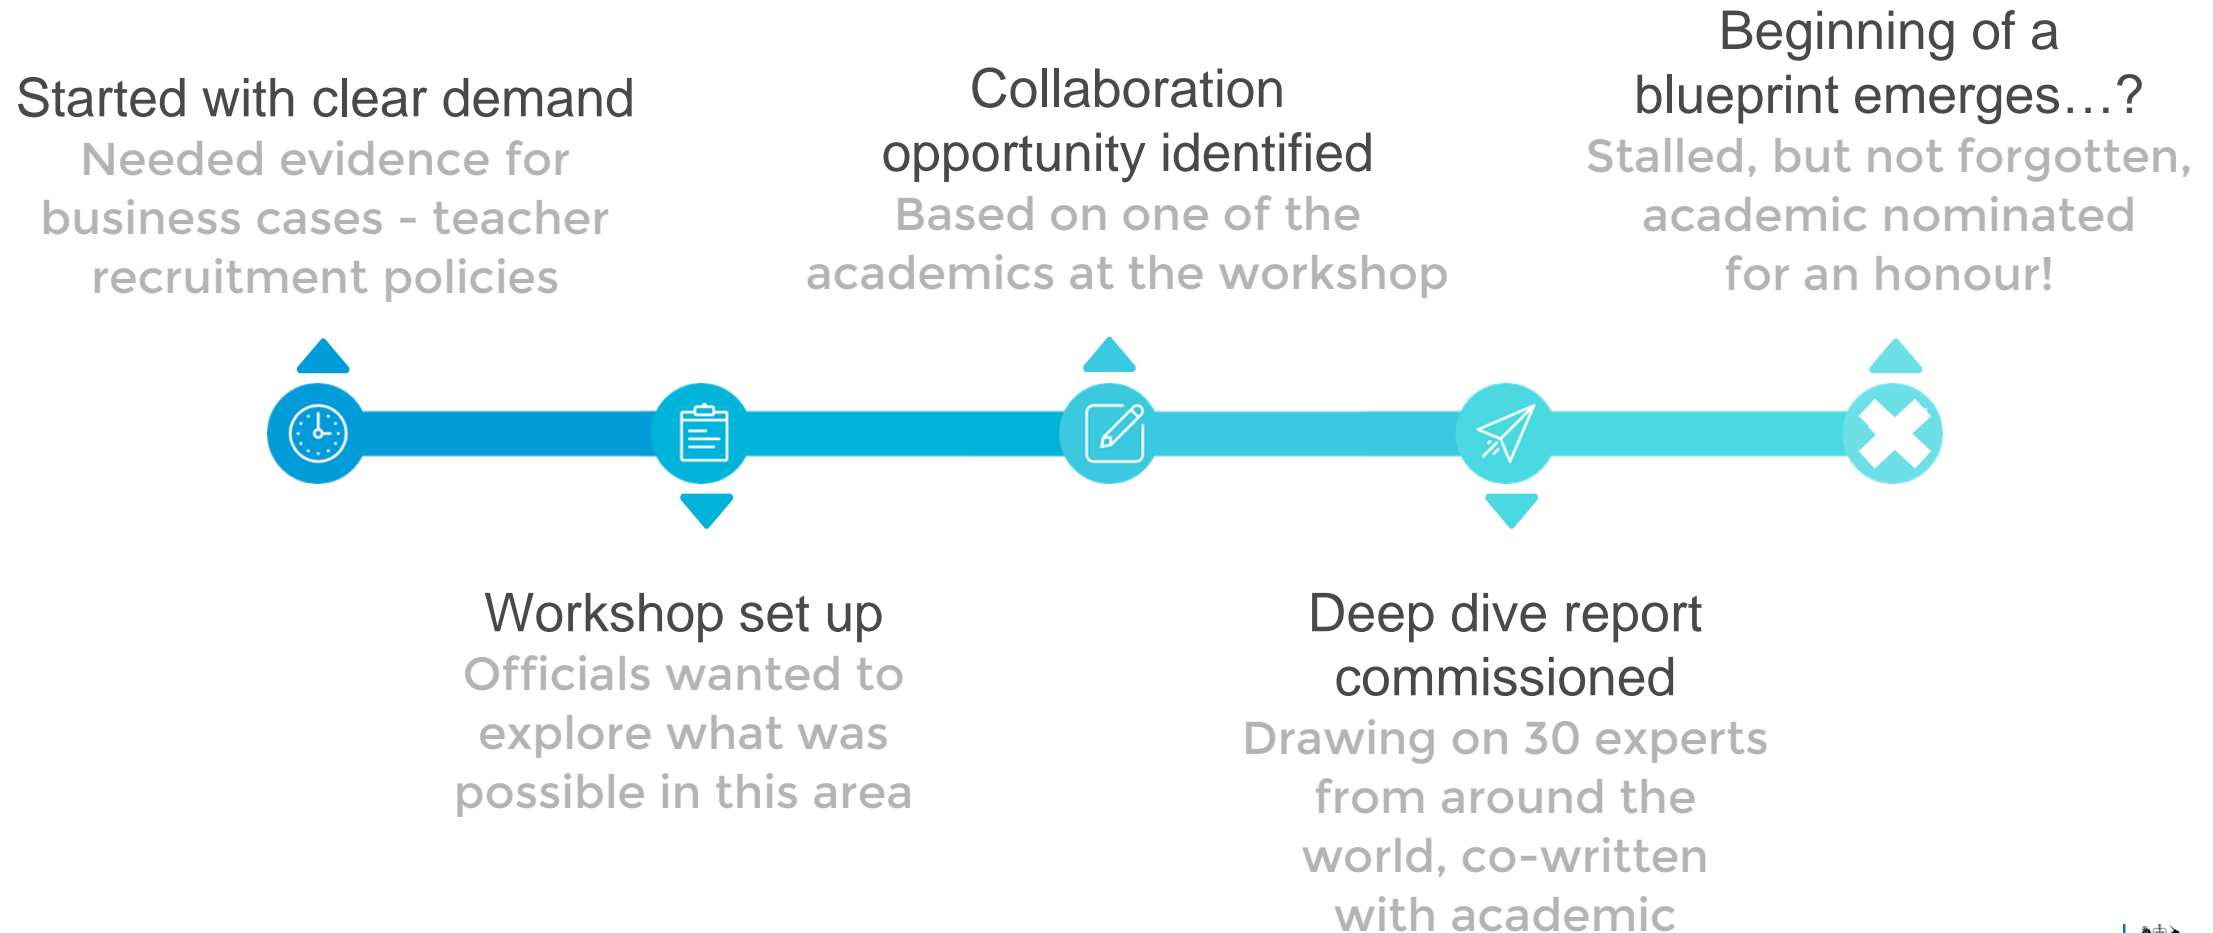 Started with clear demand
Needed evidence for
business cases - teacher
recruitment policies
Workshop set up
Officials wanted to
explore what was
possible in this area
Collaboration
opportunity identified
Based on one of the
academics at the workshop
Deep dive report
commissioned
Drawing on 30 experts
from around the
world, co-written
with academic
Beginning of a
blueprint emerges…?
Stalled, but not forgotten,
academic nominated
for an honour!